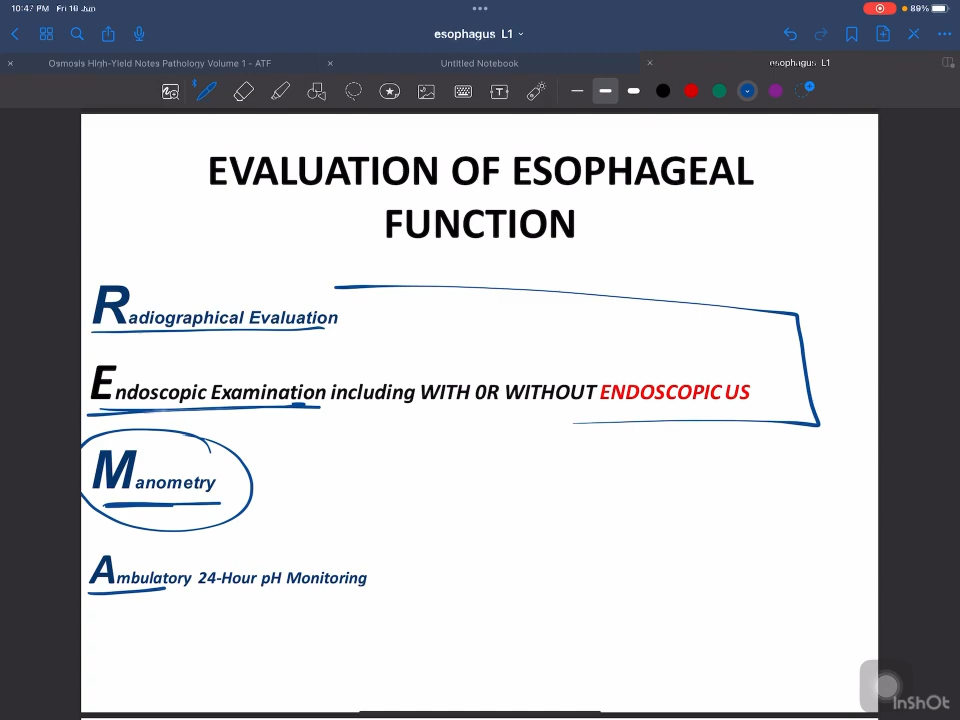 10:47 PM Fri 16 Jun
89%
esophagus L1
Osmosis High-Yield Notes Pathology Volume 1 - ATF
Untitled Notebook
esophagus L1
EVALUATION OF ESOPHAGEAL
FUNCTION
Radiographical Evaluation
Endoscopic Examination including WITH 0R WITHOUT ENDOSCOPIC US
Manometry
Ambulatory 24-Hour pH Monitoring
InShOt